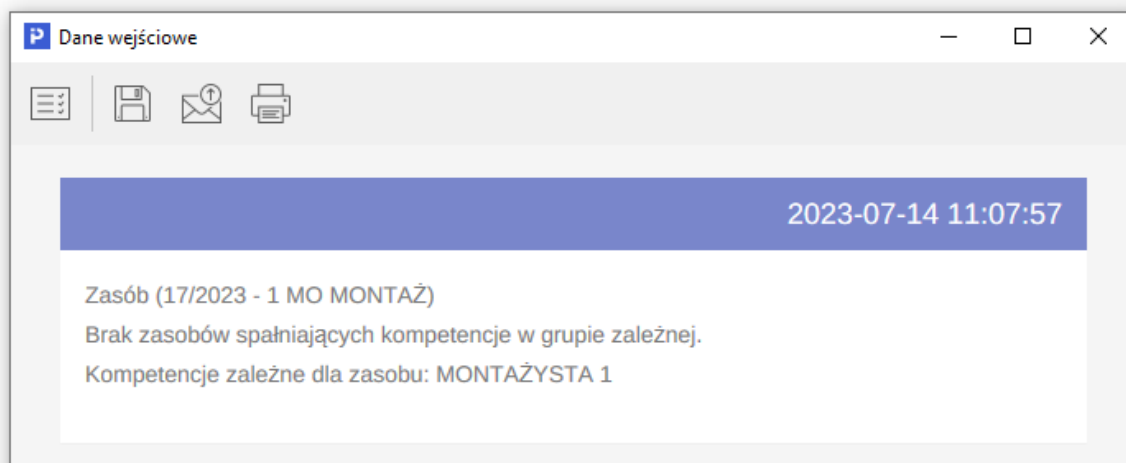 Dane wejściowe
2023-07-14 11:07:57
Zasób (17/2023 - 1 MO MONTAŻ)
Brak zasobów spałniających kompetencje w grupie zależnej.
Kompetencje zależne dla zasobu: MONTAŻYSTA 1